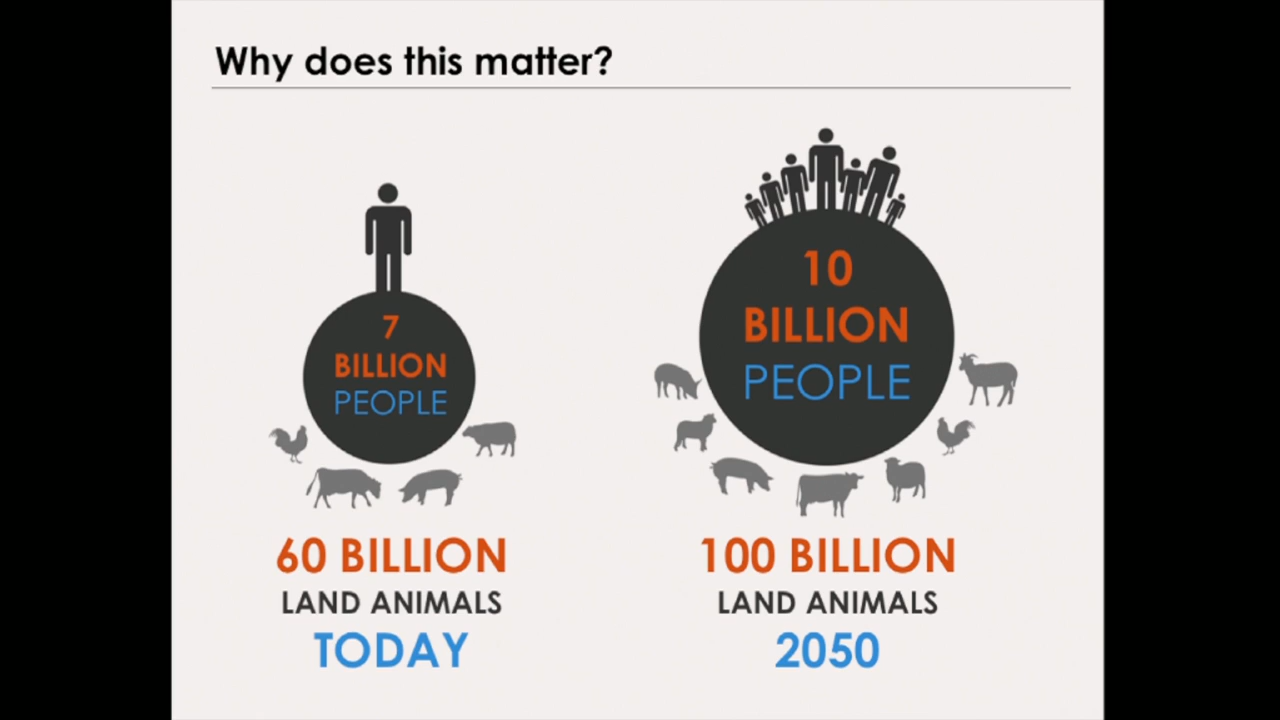 Why does this matter?
7
BILLION
PEOPLE
60 BILLION
LAND ANIMALS
TODAY
10
BILLION
PEOPLE
100 BILLION
LAND ANIMALS
2050